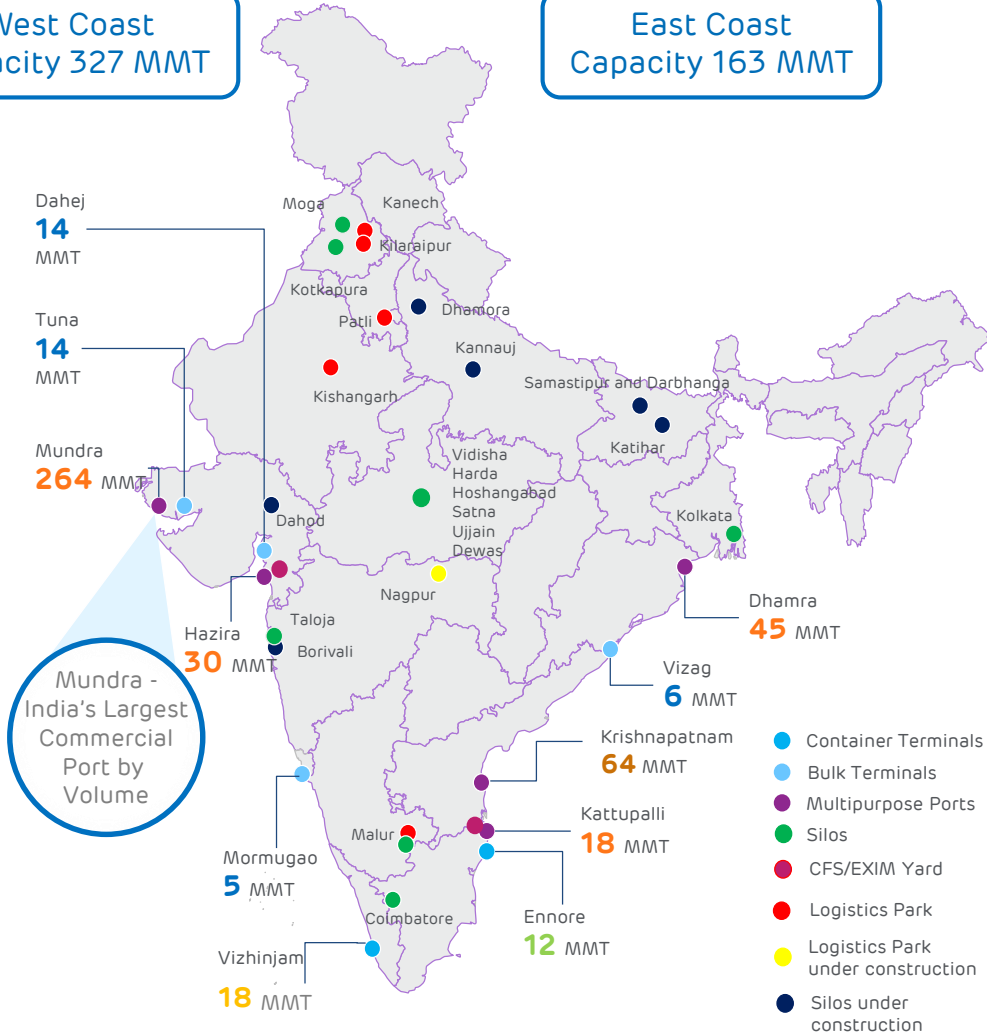 West Coast
acity 327 MMT
East Coast
Capacity 163 MMT
Dahej
14
MMT
Tuna
14
MMT
Mundra
264 MMT
Moga
Kanech
Kilaraipur
Kotkapura
Patli
Dhamora
Kishangarh
Kannauj
Samastipur and Darbhanga
Katihar
Vidisha
Harda
Hoshangabad
Satna
Ujjain
Dewas
Kolkata
Dahod
Nagpur
Taloja
Borivali
Hazira
30 MMT
Mundra -
India's Largest
Commercial
Port by
Volume
Dhamra
45 MMT
Vizag
6 MMT
Krishnapatnam
64 MMT
Kattupalli
18 MMT
Malur
Mormugao
5 MMT
Coimbatore
Ennore
12 MMT
Vizhinjam
18 MMT
Container Terminals
Bulk Terminals
Multipurpose Ports
Silos
CFS/EXIM Yard
Logistics Park
Logistics Park
under construction
Silos under
construction